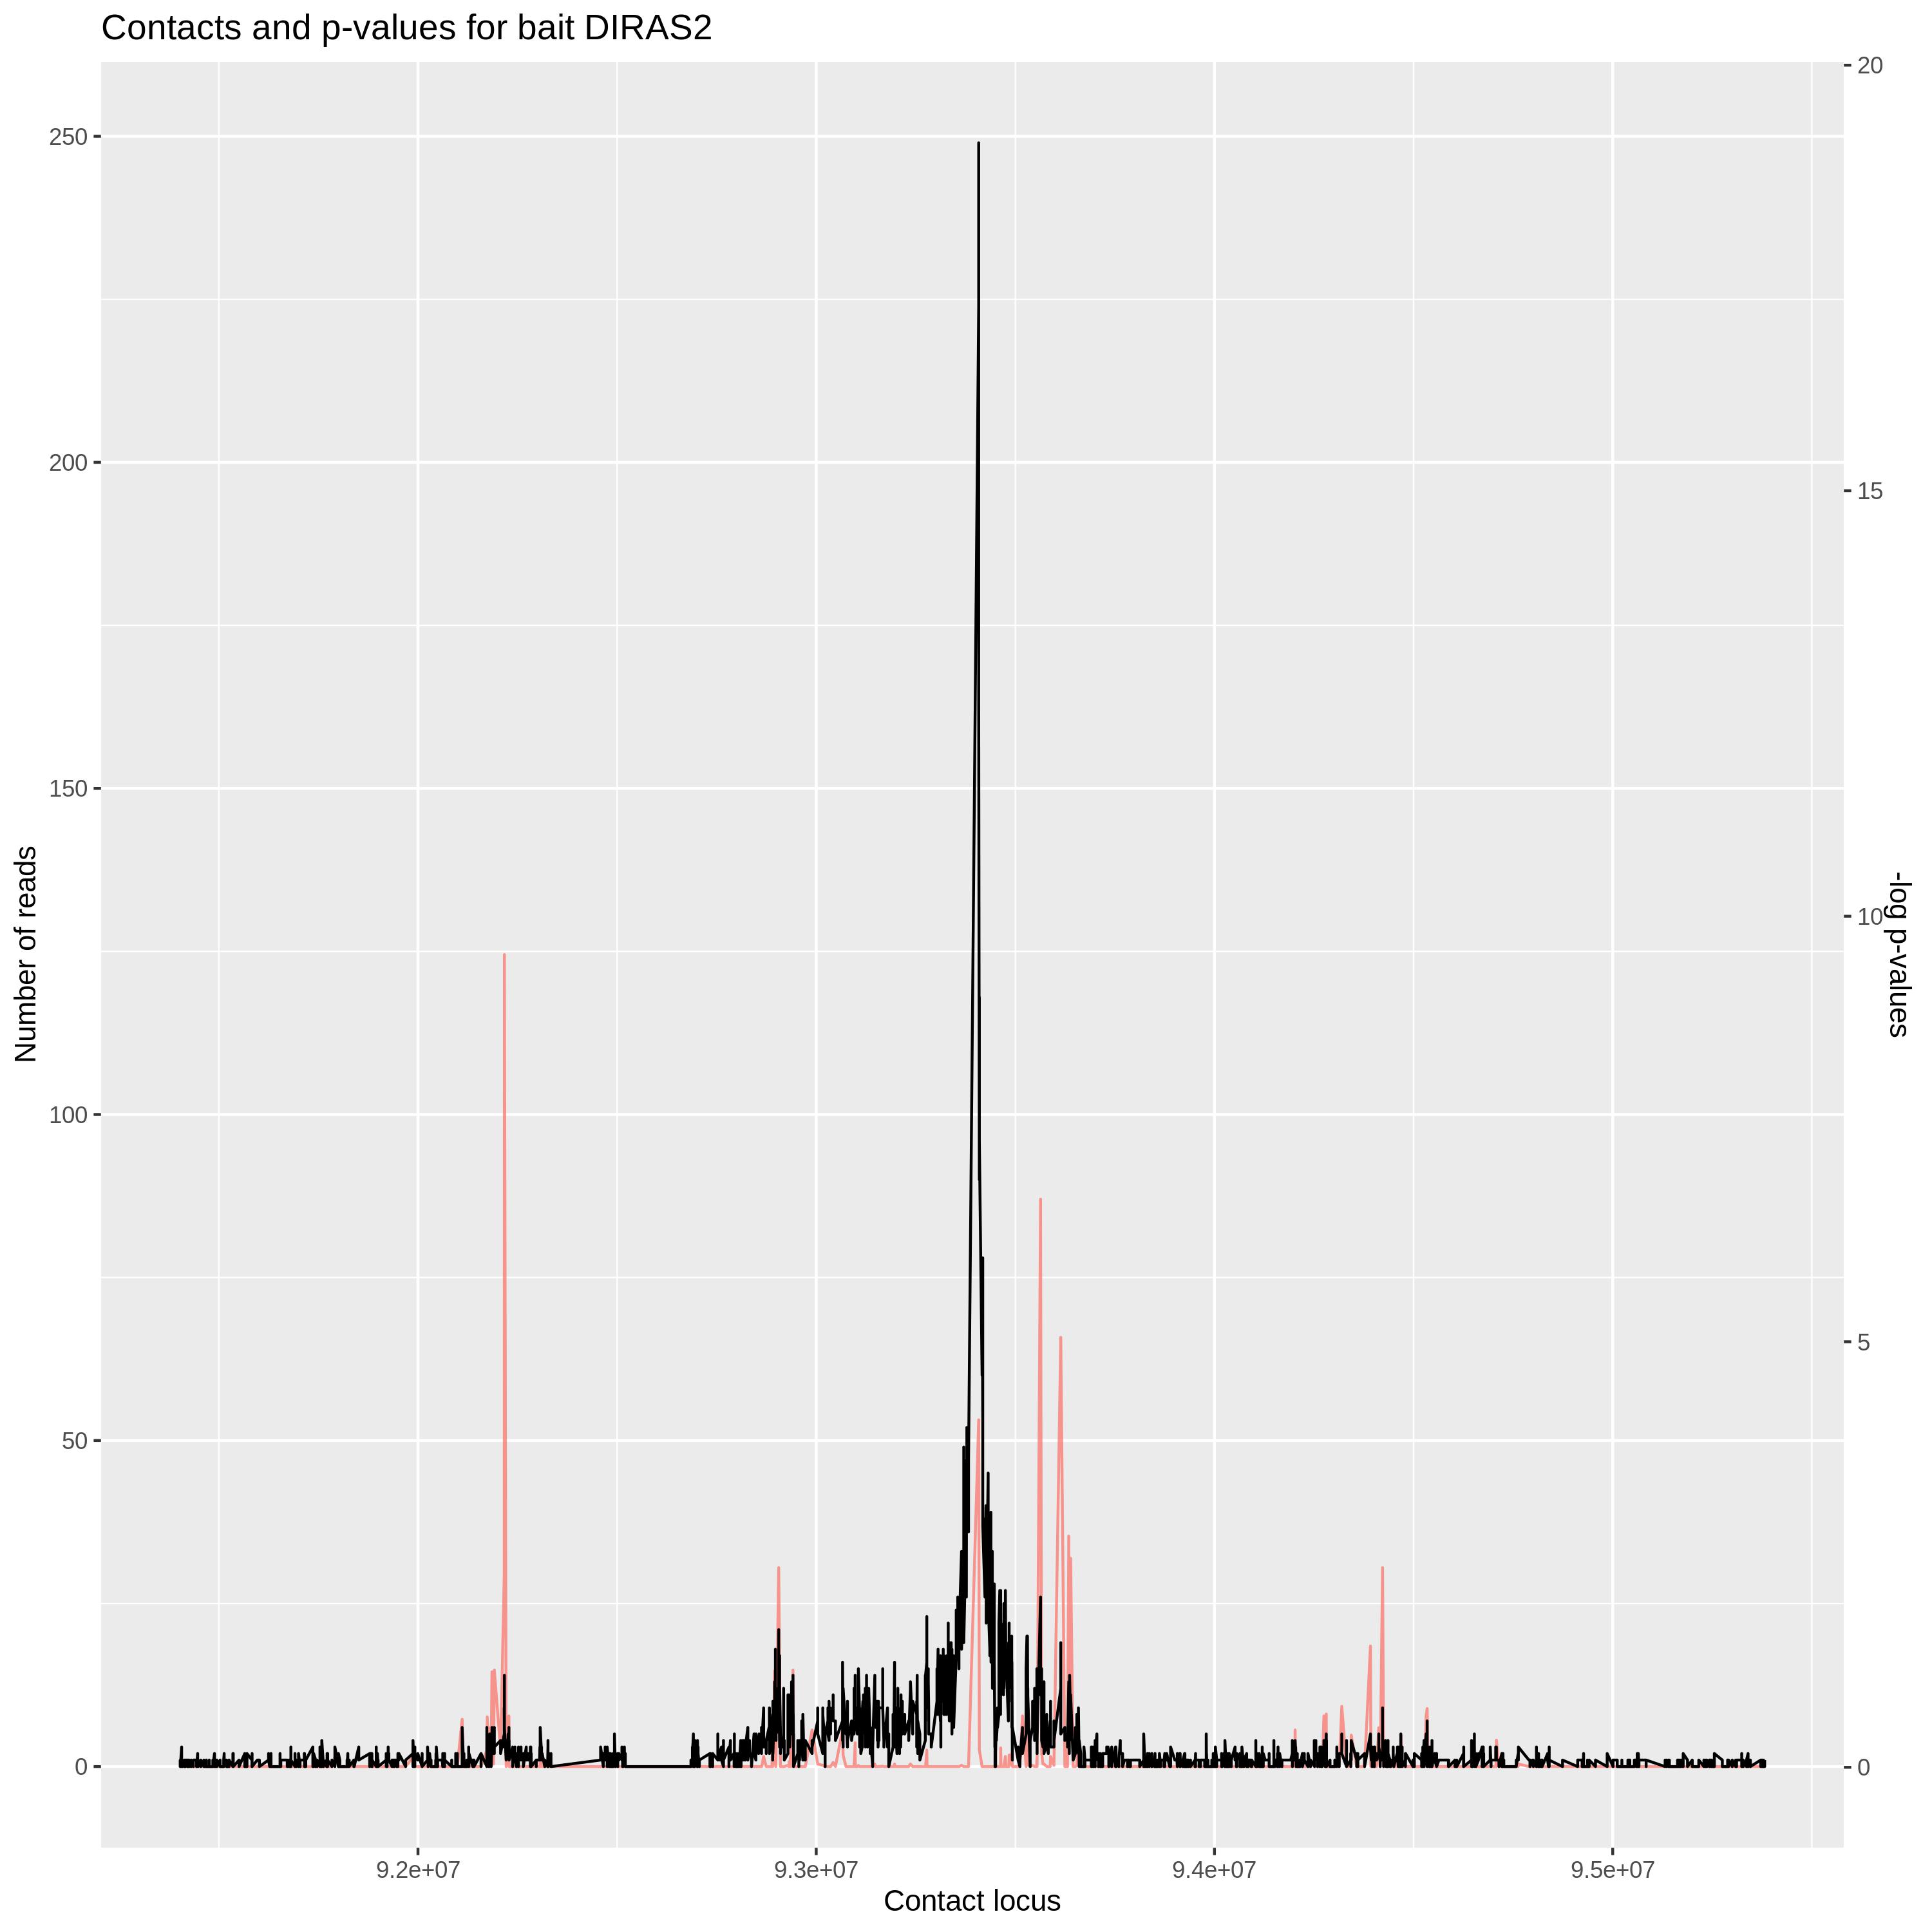 Contacts and p-values for bait DIRAS2
250
200
150
100
50
0
Number of reads
20
15
10
5
0
-log p-values
9.2e+07
9.3e+07
9.4e+07
9.5e+07
Contact locus